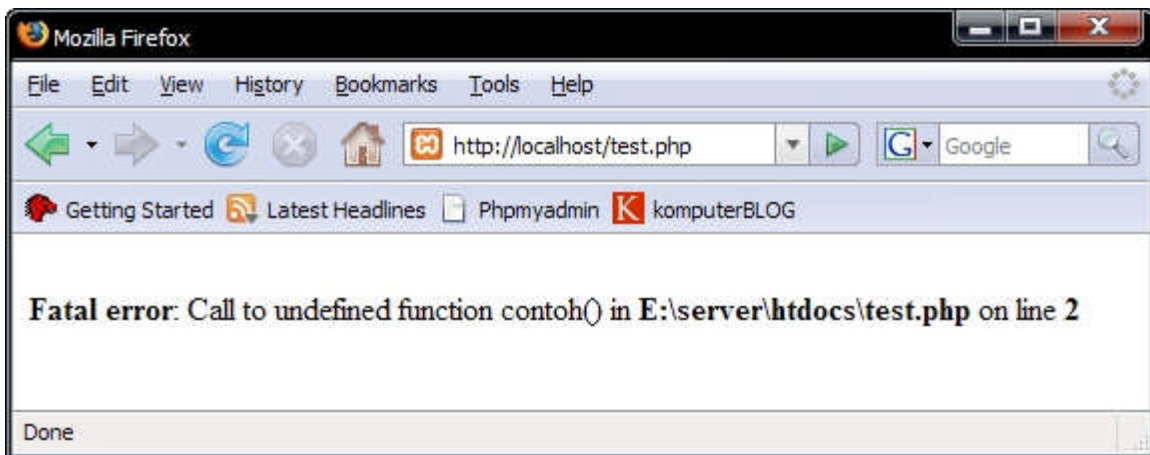 Mozilla Firefox
File Edit View History Bookmarks Tools Help
http://localhost/test.php G Google
Getting Started Latest Headlines Phpmyadmin K komputerBLOG
Fatal error: Call to undefined function contoh() in E:\server\htdocs\test.php on line 2
Done